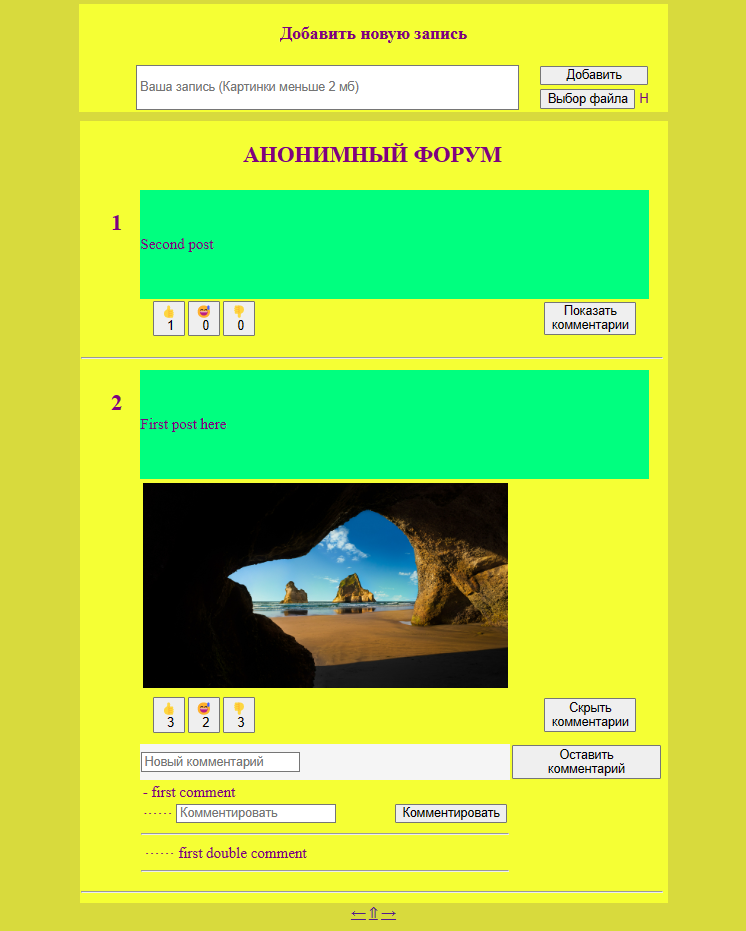 Добавить новую запись
Ваша запись (Картинки меньше 2 мб)
Добавить
Выбор файла Н
АНОНИМНЫЙ ФОРУМ
1
Second post
👍 😅 👎
1 0 0
Показать
комментарии
2
First post here
👍 😅 👎
3 2 3
Скрыть
комментарии
Новый комментарий
Оставить
комментарий
- first comment
······ Комментировать Комментировать
······ first double comment
← ⇑ →